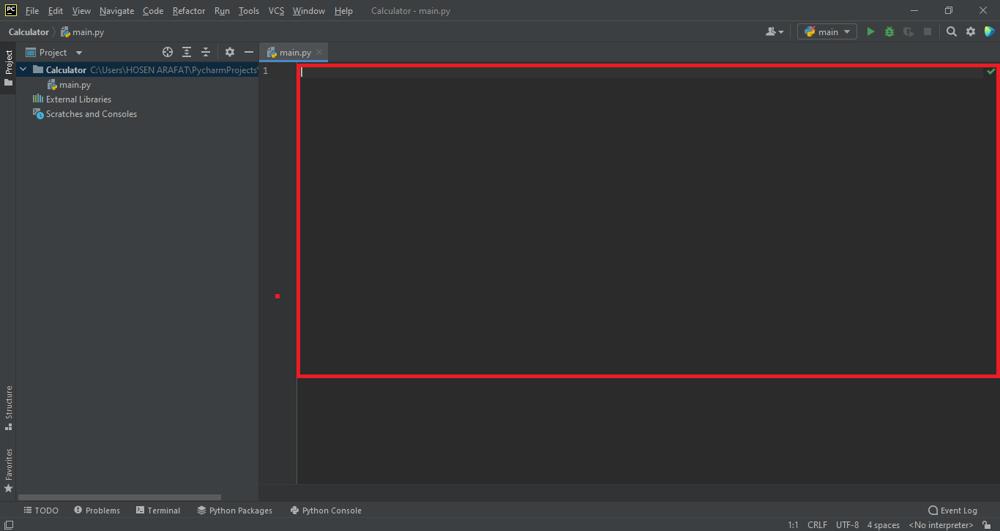 PC File Edit View Navigate Code Refactor Run Tools VCS Window Help Calculator - main.py
Calculator main.py main
Project
Project main.py
Calculator C:\Users\HOSEN ARAFAT\PycharmProjects\ 1
main.py
External Libraries
Scratches and Consoles
Structure
Favorites
TODO Problems Terminal Python Packages Python Console Event Log
1:1 CRLF UTF-8 4 spaces <No interpreter>